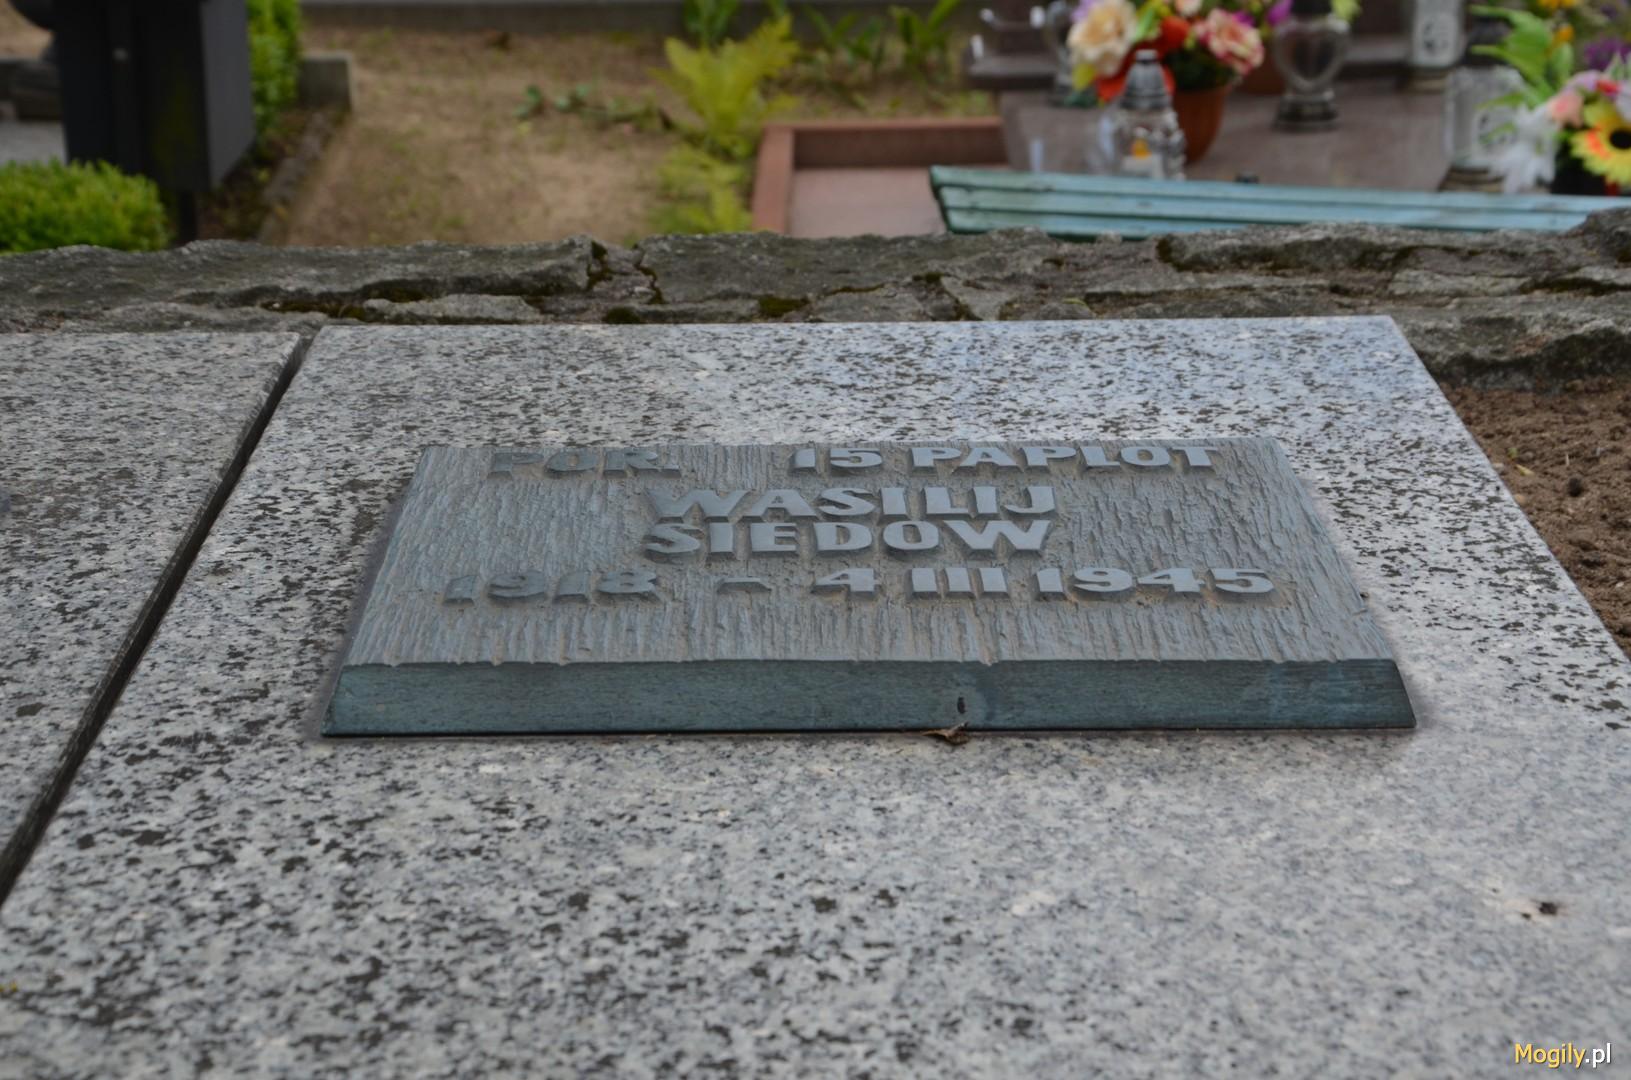 POR. 15 PAPLOT
WASILIJ
SIEDOW
1918 – 4 III 1945
Mogily.pl